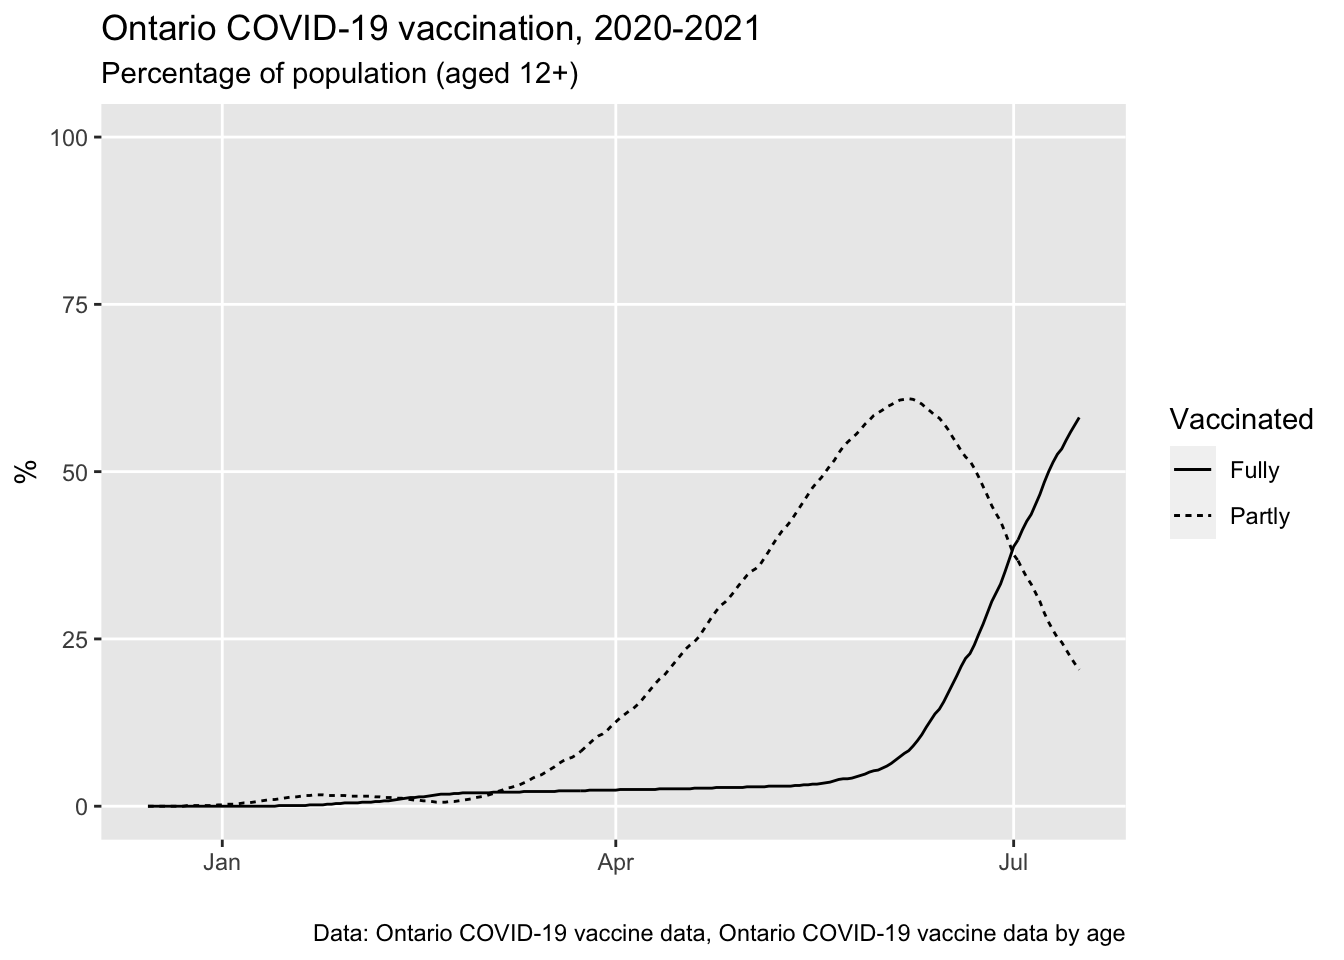 Ontario COVID-19 vaccination, 2020-2021
Percentage of population (aged 12+)
100
75
50
25
0
%
Jan
Apr
Jul
Vaccinated
Fully
Partly
Data: Ontario COVID-19 vaccine data, Ontario COVID-19 vaccine data by age